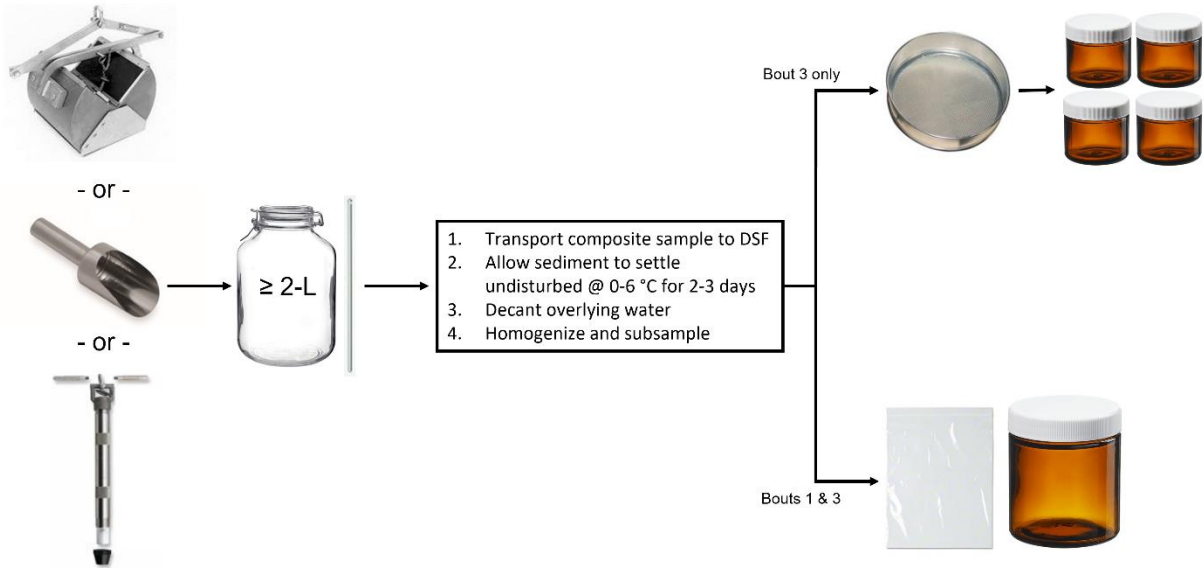 - or -
- or -
≥ 2-L
1. Transport composite sample to DSF
2. Allow sediment to settle
undisturbed @ 0-6 °C for 2-3 days
3. Decant overlying water
4. Homogenize and subsample
Bout 3 only
Bouts 1 & 3